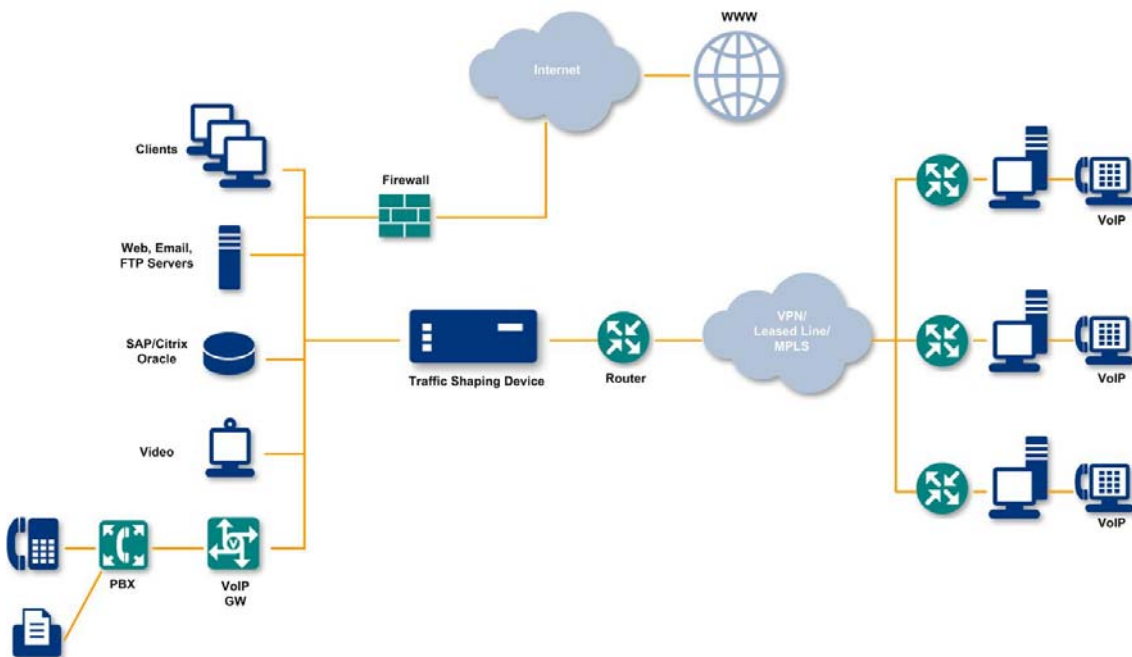 WWW
Internet
Clients
Firewall
VoIP
Web, Email,
FTP Servers
VPN/
Leased Line/
MPLS
SAP/Citrix
Oracle
Traffic Shaping Device
Router
VoIP
Video
VoIP
V
PBX
VoIP
GW